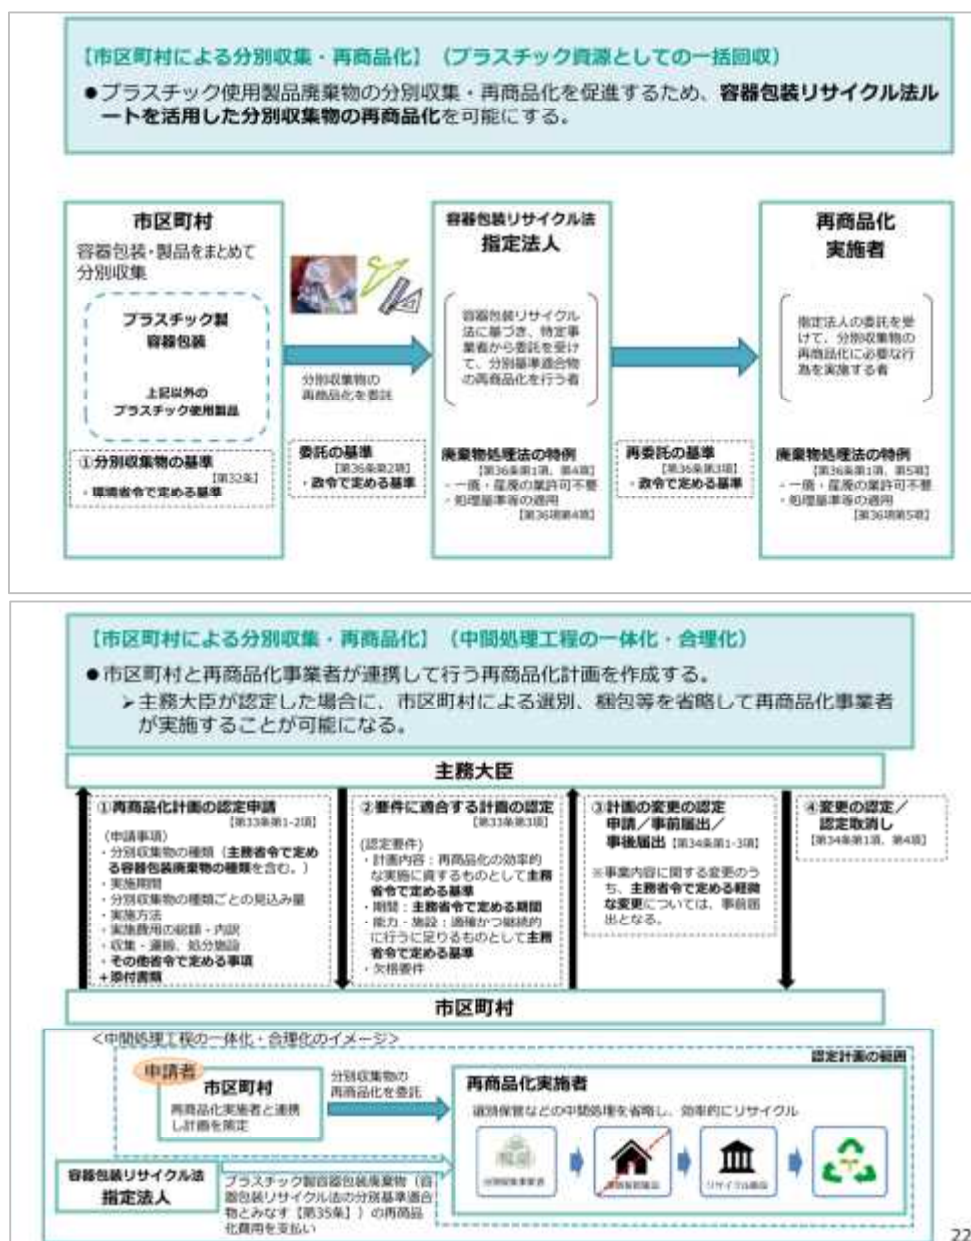 【市区町村による分別収集・再商品化】（プラスチック資源としての一括回収）
●プラスチック使用製品廃棄物の分別収集・再商品化を促進するため、容器包装リサイクル法ル
ートを活用した分別収集物の再商品化を可能にする。
市区町村
容器包装・製品をまとめて
分別収集
プラスチック製
容器包装
上記以外の
プラスチック使用製品
①分別収集物の基準
【第32条】
・環境省令で定める基準
分別収集物の
再商品化を委託
委託の基準
【第36条第2項】
・政令で定める基準
容器包装リサイクル法
指定法人
容器包装リサイクル
法に基づき、特定事
業者から委託を受け
て、分別基準適合物
の再商品化を行う者
廃棄物処理法の特例
【第36条第1項、第4項】
・一廃・産廃の業許可不要
・処理基準等の適用
【第36項第4項】
再委託の基準
【第36条第3項】
・政令で定める基準
再商品化
実施者
指定法人の委託を受
けて、分別収集物の
再商品化に必要な行
為を実施する者
廃棄物処理法の特例
【第36条第1項、第5項】
・一廃・産廃の業許可不要
・処理基準等の適用
【第36項第5項】
【市区町村による分別収集・再商品化】（中間処理工程の一体化・合理化）
●市区町村と再商品化事業者が連携して行う再商品化計画を作成する。
➢主務大臣が認定した場合に、市区町村による選別、梱包等を省略して再商品化事業者
が実施することが可能になる。
主務大臣
①再商品化計画の認定申請
【第33条第1-2項】
（申請事項）
・分別収集物の種類（主務省令で定め
る容器包装廃棄物の種類を含む。）
・実施期間
・分別収集物の種類ごとの見込み量
・実施方法
・実施費用の総額・内訳
・収集・運搬、処分施設
・その他省令で定める事項
＋添付書類
②要件に適合する計画の認定
【第33条第3項】
（認定要件）
・計画内容：再商品化の効率的
な実施に資するものとして主務
省令で定める基準
・期間：主務省令で定める期間
・能力・施設：適確かつ継続的
に行うに足りるものとして主務
省令で定める基準
・欠格要件
③計画の変更の認定
申請／事前届出／
事後届出【第34条第1-3項】
※事業内容に関する変更のう
ち、主務省令で定める軽微
な変更については、事前届
出となる。
④変更の認定／
認定取消し
【第34条第1項、第4項】
市区町村
＜中間処理工程の一体化・合理化のイメージ＞
認定計画の範囲
申請者
市区町村
再商品化実施者と連携
し計画を策定
分別収集物の
再商品化を委託
再商品化実施者
選別保管などの中間処理を省略し、効率的にリサイクル
分別収集事業者
リサイクル施設
容器包装リサイクル法
指定法人
プラスチック製容器包装廃棄物（容
器包装リサイクル法の分別基準適合
物とみなす【第35条】）の再商品
化費用を支払い
22